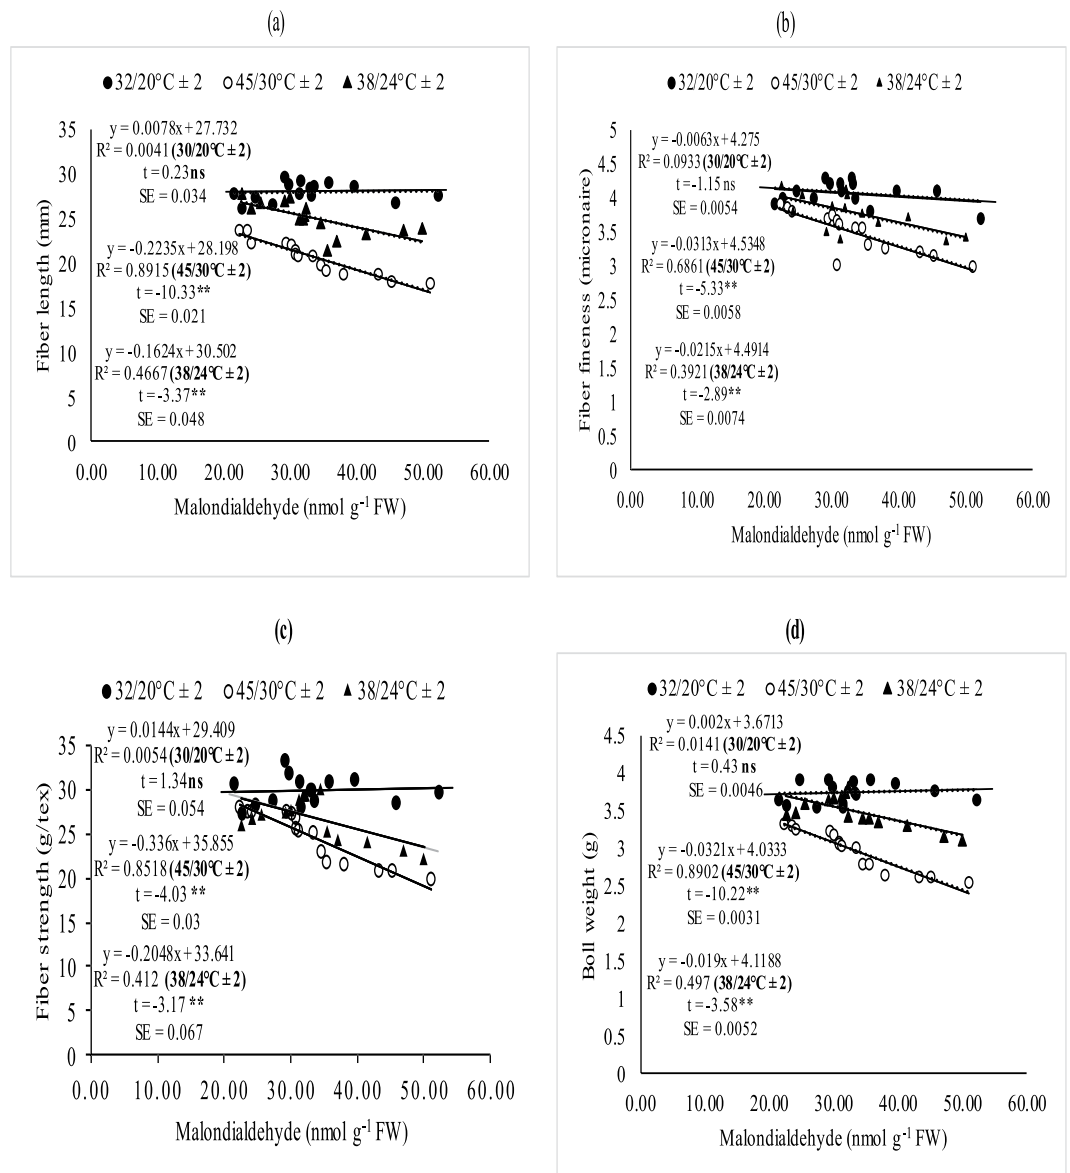 (a)
● 32/20°C ± 2 ○ 45/30°C ± 2 ▲ 38/24°C ± 2
y = 0.0078x + 27.732
R² = 0.0041 (30/20°C ± 2)
t = 0.23 ns
SE = 0.034
y = -0.2235x + 28.198
R² = 0.8915 (45/30°C ± 2)
t = -10.33**
SE = 0.021
y = -0.1624x + 30.502
R² = 0.4667 (38/24°C ± 2)
t = -3.37**
SE = 0.048
Fiber length (mm)
35
30
25
20
15
10
5
0
0.00 10.00 20.00 30.00 40.00 50.00 60.00
Malondialdehyde (nmol g⁻¹ FW)
(b)
● 32/20°C ± 2 ○ 45/30°C ± 2 ▲ 38/24°C ± 2
y = -0.0063x + 4.275
R² = 0.0933 (30/20°C ± 2)
t = -1.15 ns
SE = 0.0054
y = -0.0313x + 4.5348
R² = 0.6861 (45/30°C ± 2)
t = -5.33**
SE = 0.0058
y = -0.0215x + 4.4914
R² = 0.3921 (38/24°C ± 2)
t = -2.89**
SE = 0.0074
Fiber fineness (micronaire)
5
4.5
4
3.5
3
2.5
2
1.5
1
0.5
0
0.00 10.00 20.00 30.00 40.00 50.00 60.00
Malondialdehyde (nmol g⁻¹ FW)
(c)
● 32/20°C ± 2 ○ 45/30°C ± 2 ▲ 38/24°C ± 2
y = 0.0144x + 29.409
R² = 0.0054 (30/20°C ± 2)
t = 1.34 ns
SE = 0.054
y = -0.336x + 35.855
R² = 0.8518 (45/30°C ± 2)
t = -4.03 **
SE = 0.03
y = -0.2048x + 33.641
R² = 0.412 (38/24°C ± 2)
t = -3.17 **
SE = 0.067
Fiber strength (g/tex)
35
30
25
20
15
10
5
0
0.00 10.00 20.00 30.00 40.00 50.00 60.00
Malondialdehyde (nmol g⁻¹ FW)
(d)
● 32/20°C ± 2 ○ 45/30°C ± 2 ▲ 38/24°C ± 2
y = 0.002x + 3.6713
R² = 0.0141 (30/20°C ± 2)
t = 0.43 ns
SE = 0.0046
y = -0.0321x + 4.0333
R² = 0.8902 (45/30°C ± 2)
t = -10.22**
SE = 0.0031
y = -0.019x + 4.1188
R² = 0.497 (38/24°C ± 2)
t = -3.58**
SE = 0.0052
Boll weight (g)
4.5
4
3.5
3
2.5
2
1.5
1
0.5
0
0.00 10.00 20.00 30.00 40.00 50.00 60.00
Malondialdehyde (nmol g⁻¹ FW)